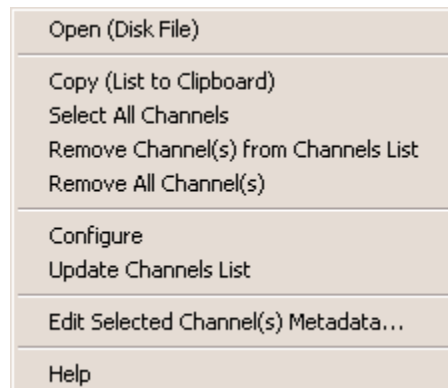 Open (Disk File)
Copy (List to Clipboard)
Select All Channels
Remove Channel(s) from Channels List
Remove All Channel(s)
Configure
Update Channels List
Edit Selected Channel(s) Metadata...
Help